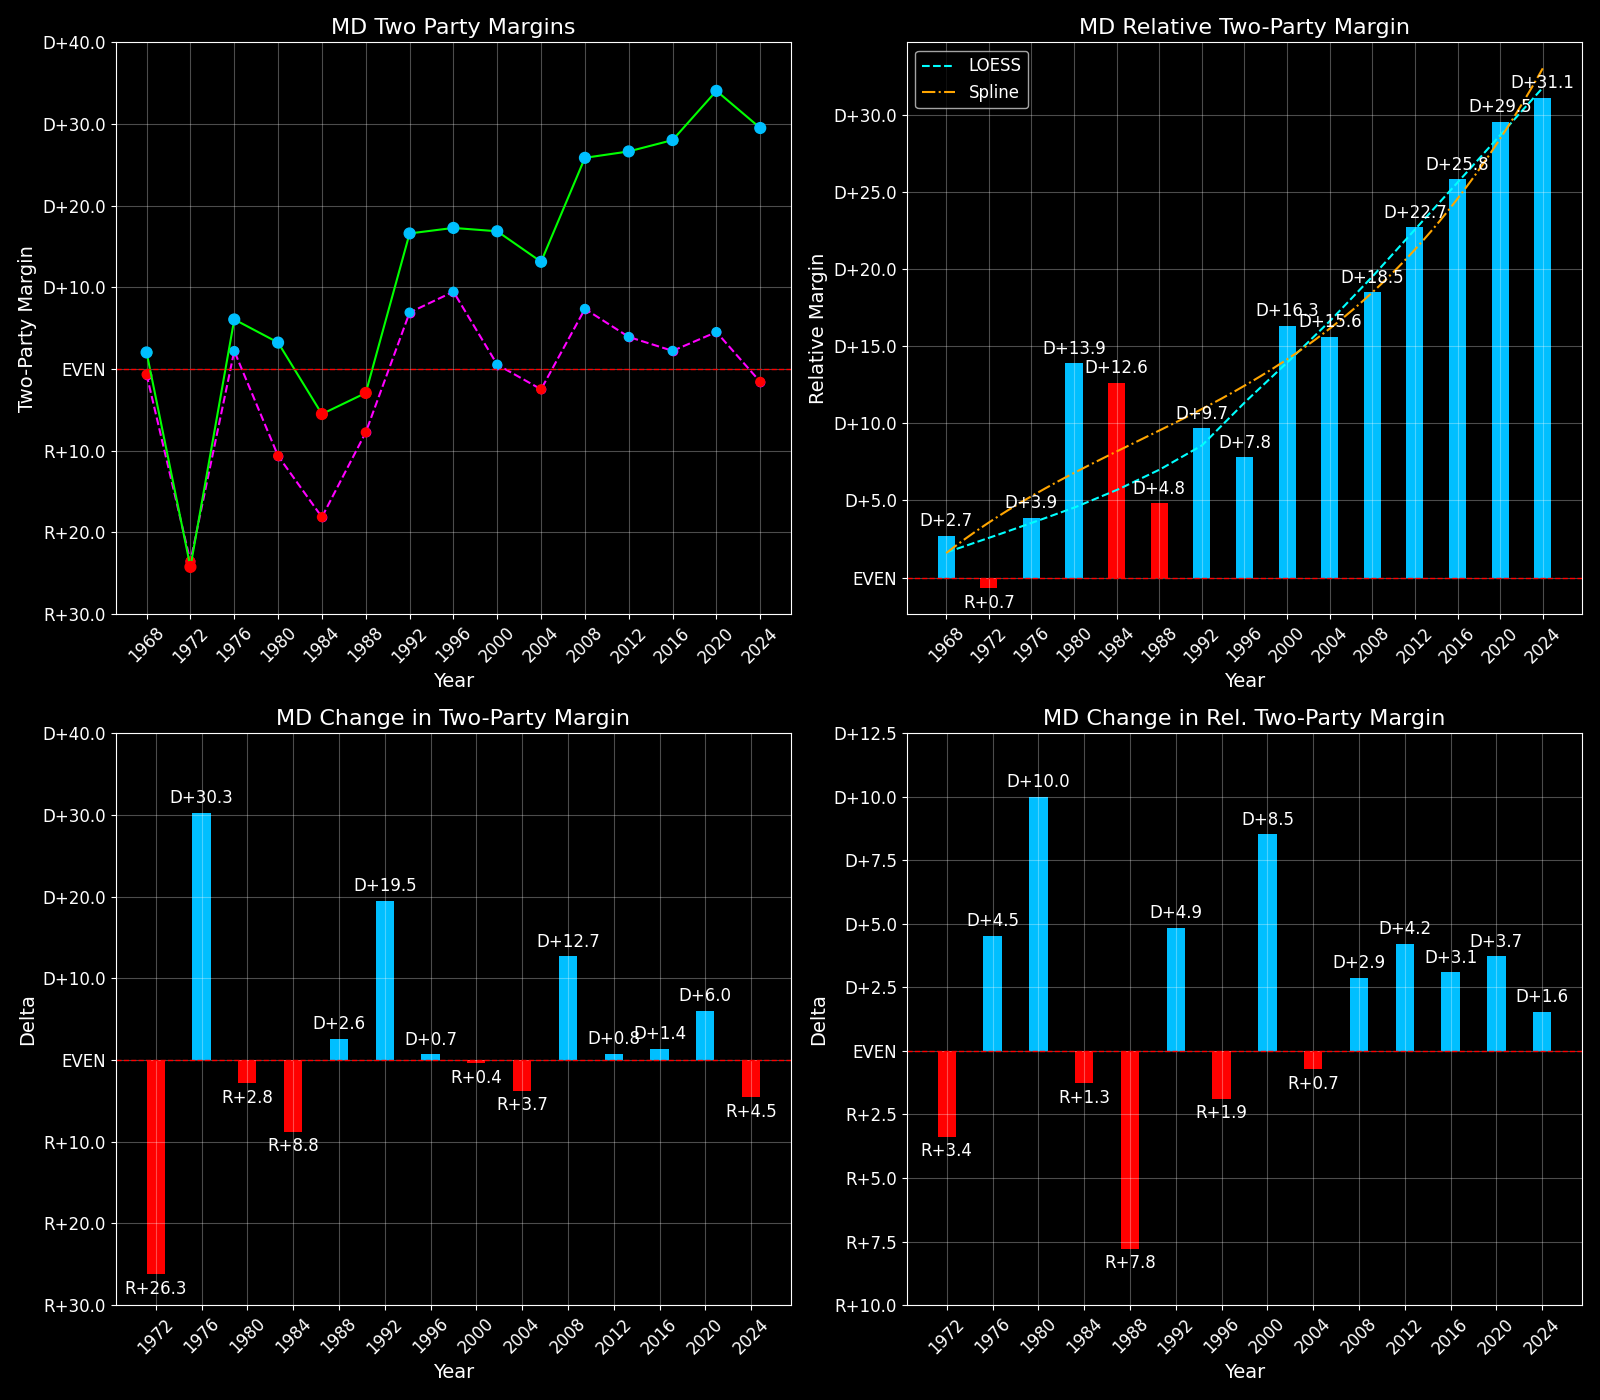 MD Two Party Margins
D+40.0
D+30.0
D+20.0
D+10.0
EVEN
R+10.0
R+20.0
R+30.0
Two-Party Margin
1968 1972 1976 1980 1984 1988 1992 1996 2000 2004 2008 2012 2016 2020 2024
Year
MD Relative Two-Party Margin
LOESS
Spline
D+30.0
D+25.0
D+20.0
D+15.0
D+10.0
D+5.0
EVEN
Relative Margin
D+2.7
R+0.7
D+3.9
D+13.9
D+12.6
D+4.8
D+9.7
D+7.8
D+16.3
D+15.6
D+18.5
D+22.7
D+25.8
D+29.5
D+31.1
1968 1972 1976 1980 1984 1988 1992 1996 2000 2004 2008 2012 2016 2020 2024
Year
MD Change in Two-Party Margin
D+40.0
D+30.0
D+20.0
D+10.0
EVEN
R+10.0
R+20.0
R+30.0
Delta
R+26.3
D+30.3
R+2.8
R+8.8
D+2.6
D+19.5
D+0.7
R+0.4
R+3.7
D+12.7
D+0.8
D+1.4
D+6.0
R+4.5
1972 1976 1980 1984 1988 1992 1996 2000 2004 2008 2012 2016 2020 2024
Year
MD Change in Rel. Two-Party Margin
D+12.5
D+10.0
D+7.5
D+5.0
D+2.5
EVEN
R+2.5
R+5.0
R+7.5
R+10.0
Delta
R+3.4
D+4.5
D+10.0
R+1.3
R+7.8
D+4.9
R+1.9
D+8.5
R+0.7
D+2.9
D+4.2
D+3.1
D+3.7
D+1.6
1972 1976 1980 1984 1988 1992 1996 2000 2004 2008 2012 2016 2020 2024
Year